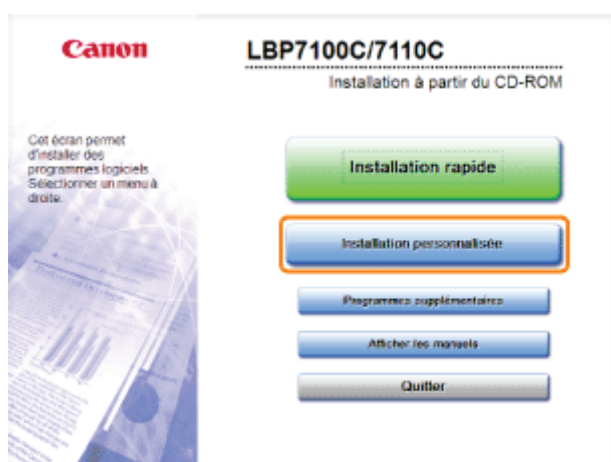 Canon
LBP7100C/7110C
Installation à partir du CD-ROM
Cet écran permet
d'installer des
programmes logiciels.
Sélectionner un menu à
droite.
Installation rapide
Installation personnalisée
Programmes supplémentaires
Afficher les manuels
Quitter